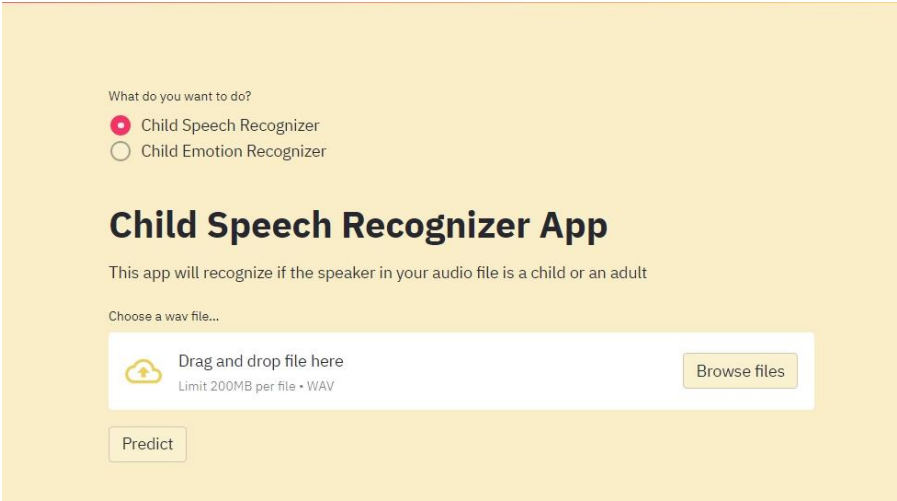 What do you want to do?
Child Speech Recognizer
Child Emotion Recognizer
Child Speech Recognizer App
This app will recognize if the speaker in your audio file is a child or an adult
Choose a wav file...
Drag and drop file here
Browse files
Limit 200MB per file • WAV
Predict